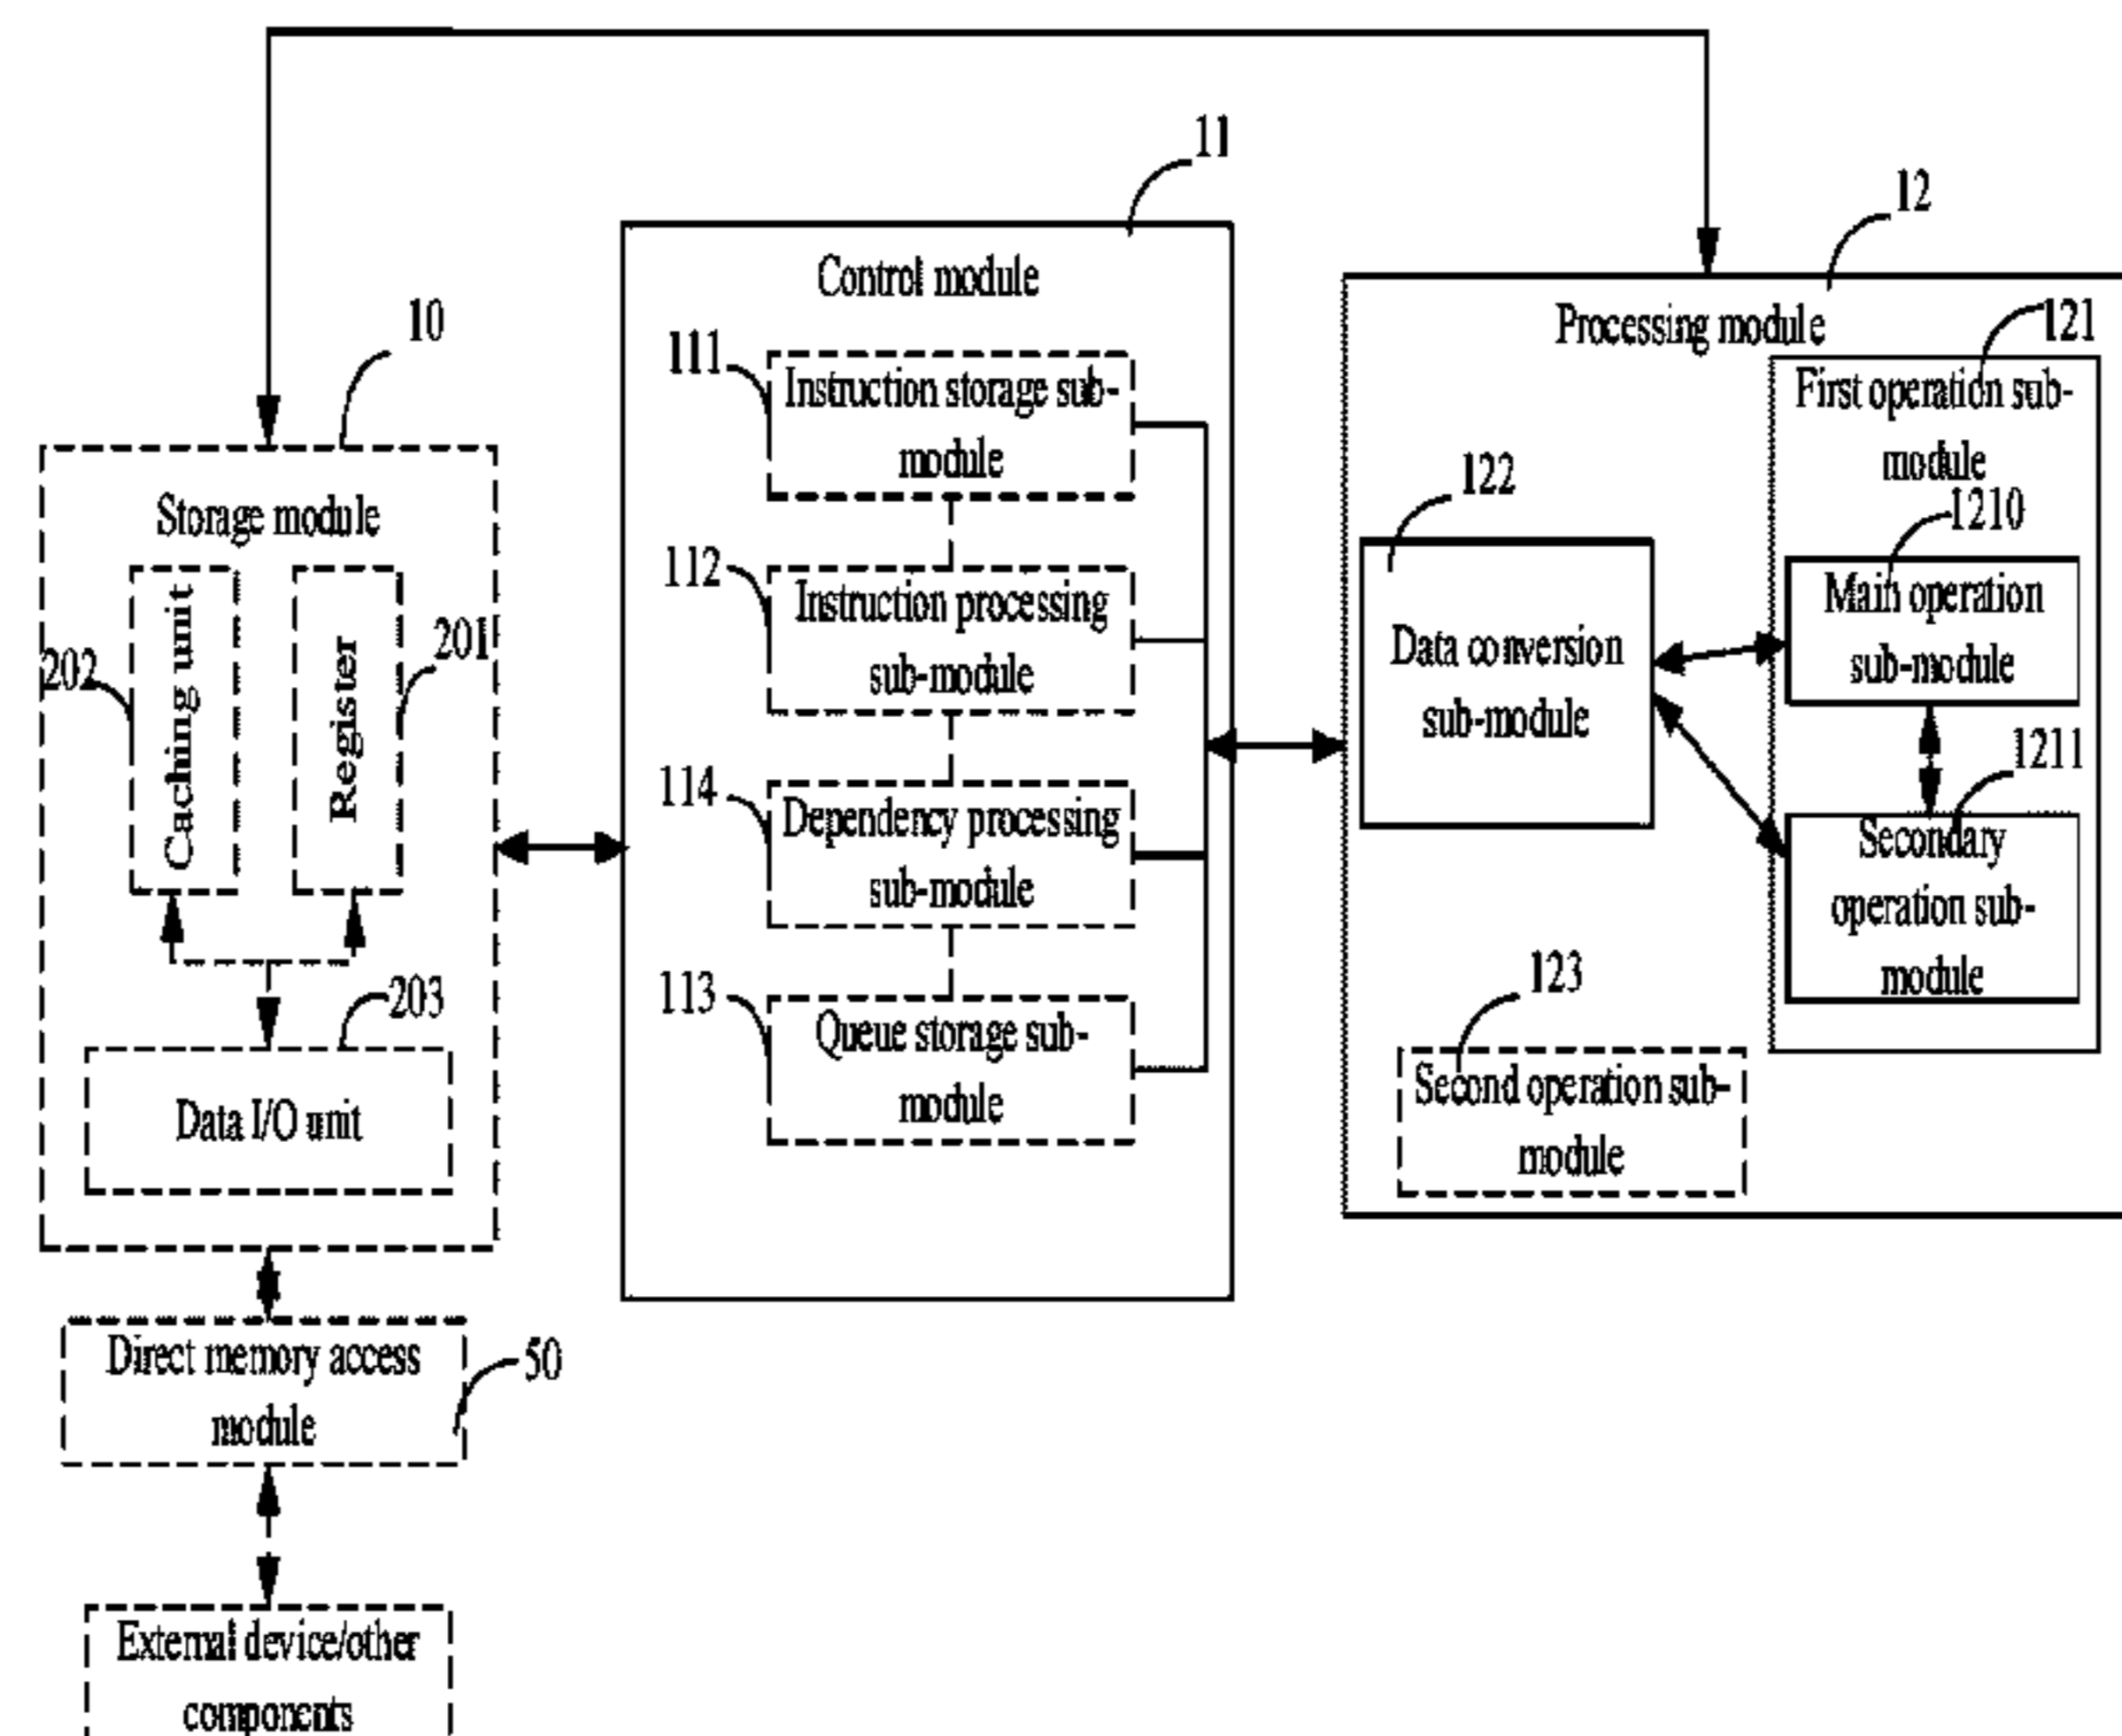 11
12
Control module
Processing module
121
10
111
Instruction storage sub-
module
First operation sub-
module
122
1210
Storage module
112
Instruction processing
sub-module
Main operation
sub-module
202
Caching unit
Register
201
Data conversion
sub-module
114
Dependency processing
sub-module
1211
Secondary
operation sub-
module
203
113
Queue storage sub-
module
123
Second operation sub-
module
Data I/O unit
Direct memory access
module
50
External device/other
components